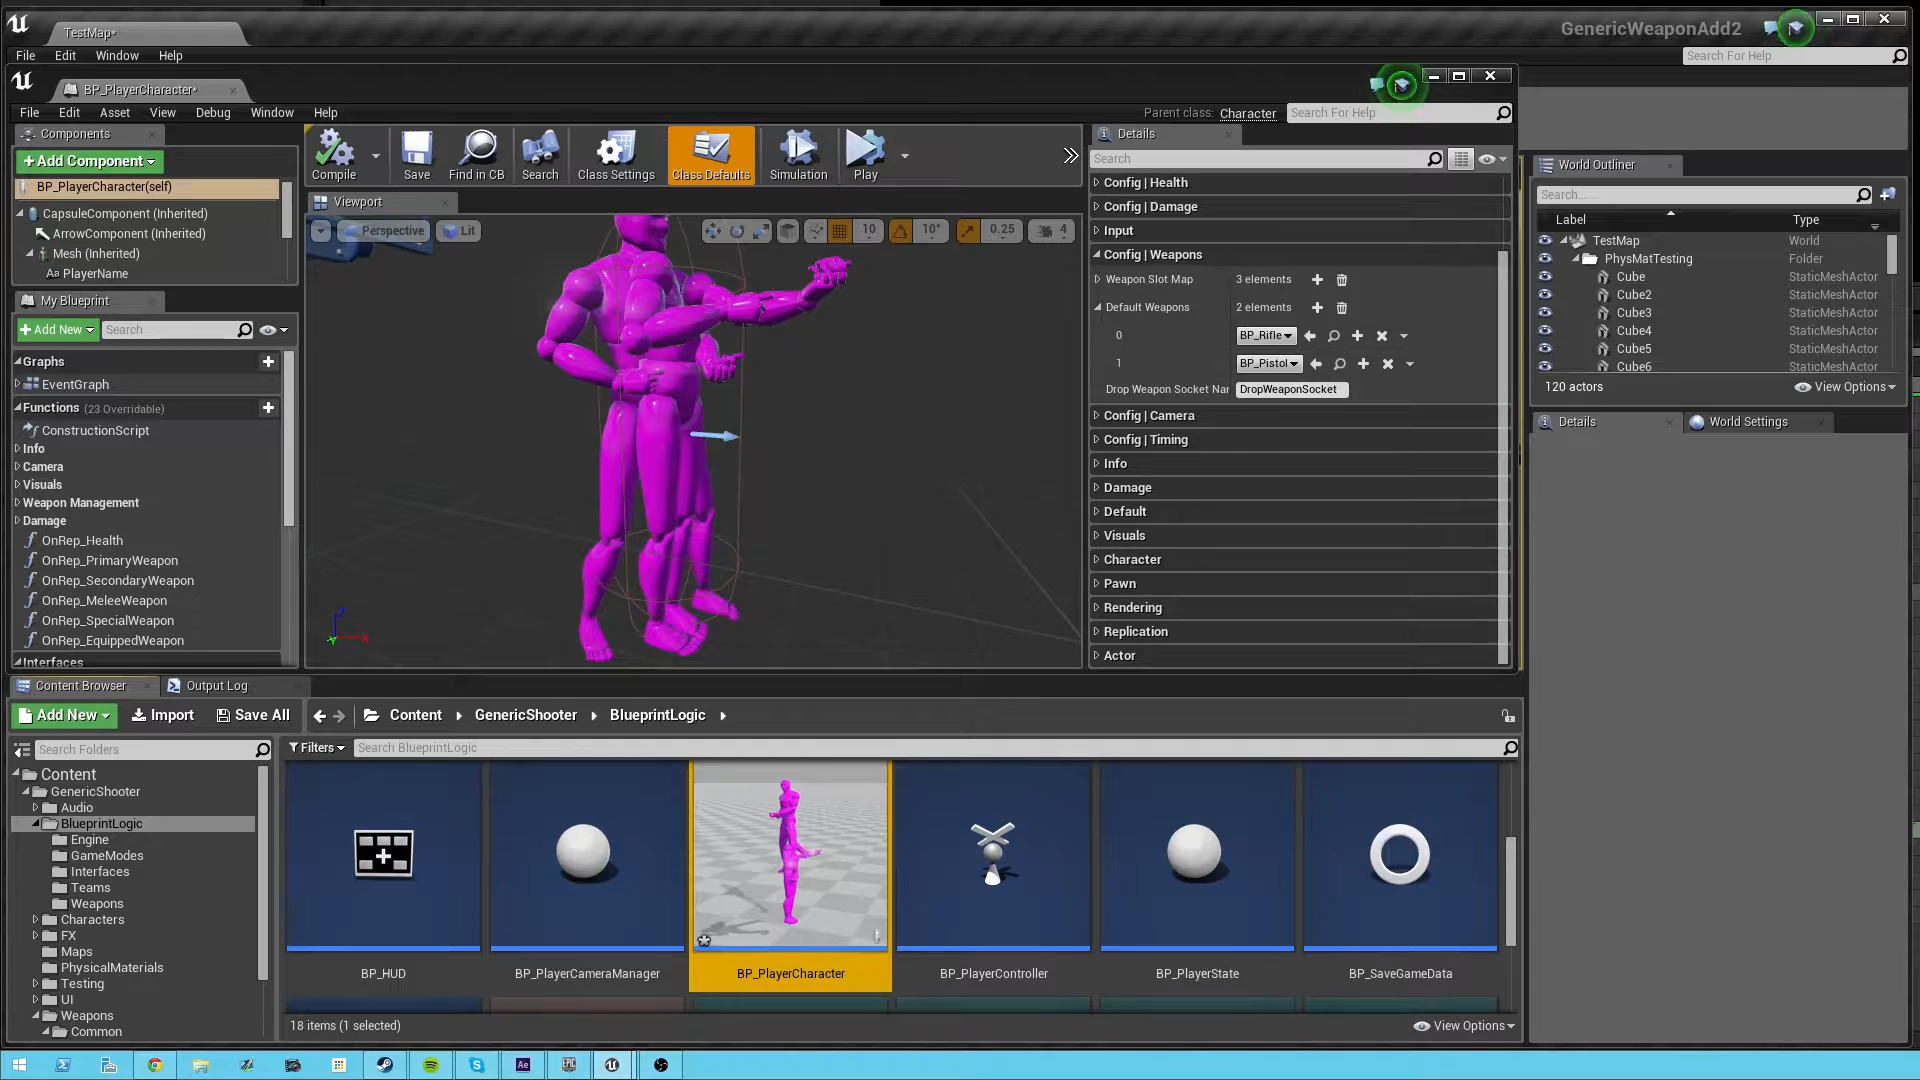 TestMap*
GenericWeaponAdd2
File Edit Window Help
Search For Help
BP_PlayerCharacter*
File Edit Asset View Debug Window Help
Parent class: Character
Search For Help
Components
Add Component
BP_PlayerCharacter(self)
CapsuleComponent (Inherited)
ArrowComponent (Inherited)
Mesh (Inherited)
Aa PlayerName
My Blueprint
Add New
Search
Graphs
EventGraph
Functions (23 Overridable)
ConstructionScript
Info
Camera
Visuals
Weapon Management
Damage
OnRep_Health
OnRep_PrimaryWeapon
OnRep_SecondaryWeapon
OnRep_MeleeWeapon
OnRep_SpecialWeapon
OnRep_EquippedWeapon
Interfaces
Compile
Save
Find in CB
Search
Class Settings
Class Defaults
Simulation
Play
Viewport
Perspective
Lit
10
10°
0.25
4
Details
Search
Config | Health
Config | Damage
Input
Config | Weapons
Weapon Slot Map 3 elements
Default Weapons 2 elements
0 BP_Rifle
1 BP_Pistol
Drop Weapon Socket Nar DropWeaponSocket
Config | Camera
Config | Timing
Info
Damage
Default
Visuals
Character
Pawn
Rendering
Replication
Actor
World Outliner
Search...
Label Type
TestMap World
PhysMatTesting Folder
Cube StaticMeshActor
Cube2 StaticMeshActor
Cube3 StaticMeshActor
Cube4 StaticMeshActor
Cube5 StaticMeshActor
Cube6 StaticMeshActor
120 actors
View Options
Details
World Settings
Content Browser
Output Log
Add New
Import
Save All
Content GenericShooter BlueprintLogic
Search Folders
Filters
Search BlueprintLogic
Content
GenericShooter
Audio
BlueprintLogic
Engine
GameModes
Interfaces
Teams
Weapons
Characters
FX
Maps
PhysicalMaterials
Testing
UI
Weapons
Common
BP_HUD
BP_PlayerCameraManager
BP_PlayerCharacter
BP_PlayerController
BP_PlayerState
BP_SaveGameData
18 items (1 selected)
View Options
Ae
EPIC